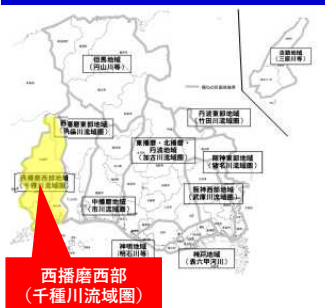 但馬地域
（円山川等）
淡路地域
（三原川等）
西播磨東部地域
（揖保川流域圏）
丹波東部地域
（竹田川流域圏）
東播磨・北播磨・
丹波地域
（加古川流域圏）
阪神東部地域
（猪名川流域圏）
西播磨西部地域
（千種川流域圏）
阪神西部地域
（武庫川流域圏）
中播磨地域
（市川流域圏）
神明地域
（明石川等）
神戸地域
（表六甲河川）
西播磨西部
（千種川流域圏）